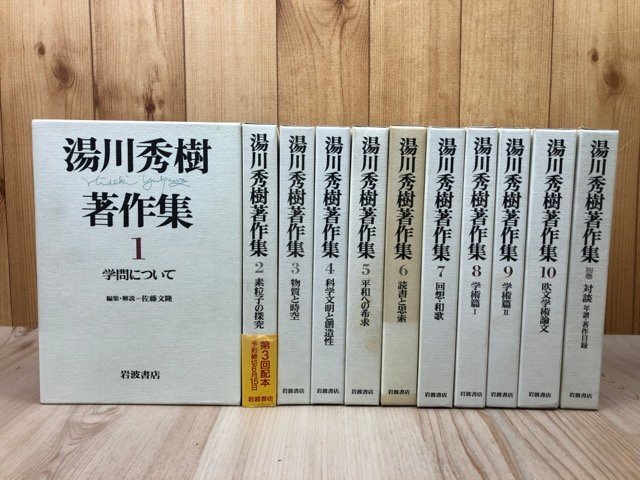 湯川秀樹
Hideki Yukawa
著作集
1
学問について
編集・解説=佐藤文隆
岩波書店
湯川秀樹著作集
2 素粒子の探究
第3回配本
岩波書店
湯川秀樹著作集
3 物質と時空
岩波書店
湯川秀樹著作集
4 科学文明と創造性
岩波書店
湯川秀樹著作集
5 平和への希求
岩波書店
湯川秀樹著作集
6 読書と思索
岩波書店
湯川秀樹著作集
7 回想・和歌
岩波書店
湯川秀樹著作集
8 学術篇 I
岩波書店
湯川秀樹著作集
9 学術篇 II
岩波書店
湯川秀樹著作集
10 欧文学術論文
岩波書店
湯川秀樹著作集
別巻 対談 年譜・著作目録
岩波書店